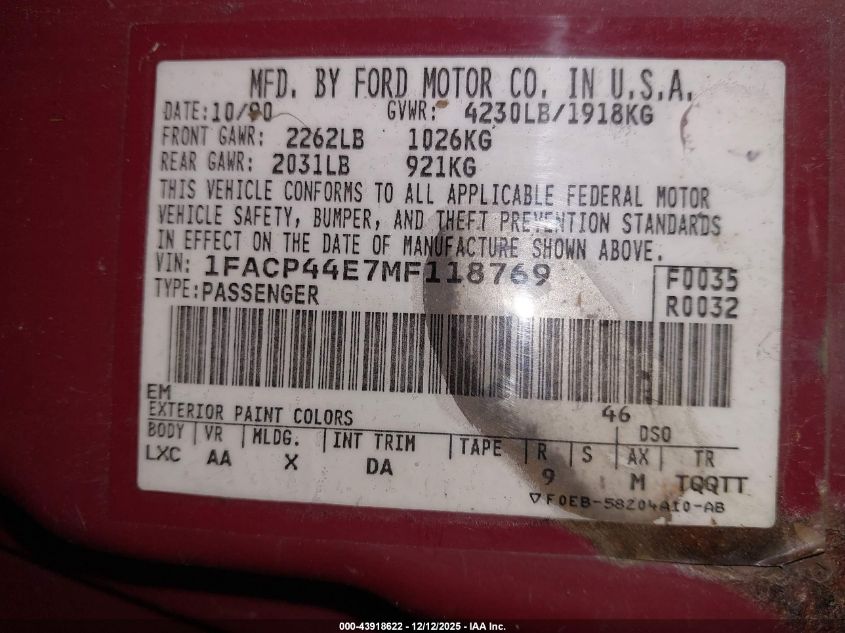 MFD. BY FORD MOTOR CO. IN U.S.A.
DATE: 10/90 GVWR: 4230LB/1918KG
FRONT GAWR: 2262LB 1026KG
REAR GAWR: 2031LB 921KG
THIS VEHICLE CONFORMS TO ALL APPLICABLE FEDERAL MOTOR
VEHICLE SAFETY, BUMPER, AND THEFT PREVENTION STANDARDS
IN EFFECT ON THE DATE OF MANUFACTURE SHOWN ABOVE.
VIN: 1FACP44E7MF118769 F0035
TYPE: PASSENGER R0032
EM 46
EXTERIOR PAINT COLORS DSO
BODY VR MLDG. INT TRIM TAPE R S AX TR
LXC AA X DA 9 M TQQTT
▽F0EB-58204A10-AB
000-43918622 - 12/12/2025 - IAA Inc.